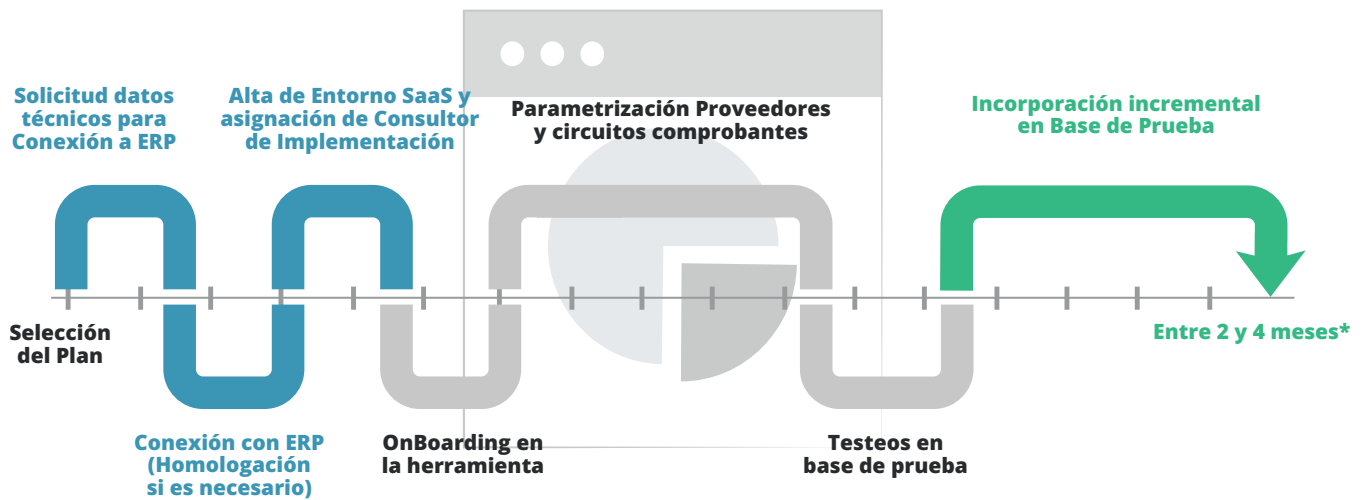 Solicitud datos
técnicos para
Conexión a ERP
Alta de Entorno SaaS y
asignación de Consultor
de Implementación
Parametrización Proveedores
y circuitos comprobantes
Incorporación incremental
en Base de Prueba
Selección
del Plan
Entre 2 y 4 meses*
Conexión con ERP
(Homologación
si es necesario)
OnBoarding en
la herramienta
Testeos en
base de prueba